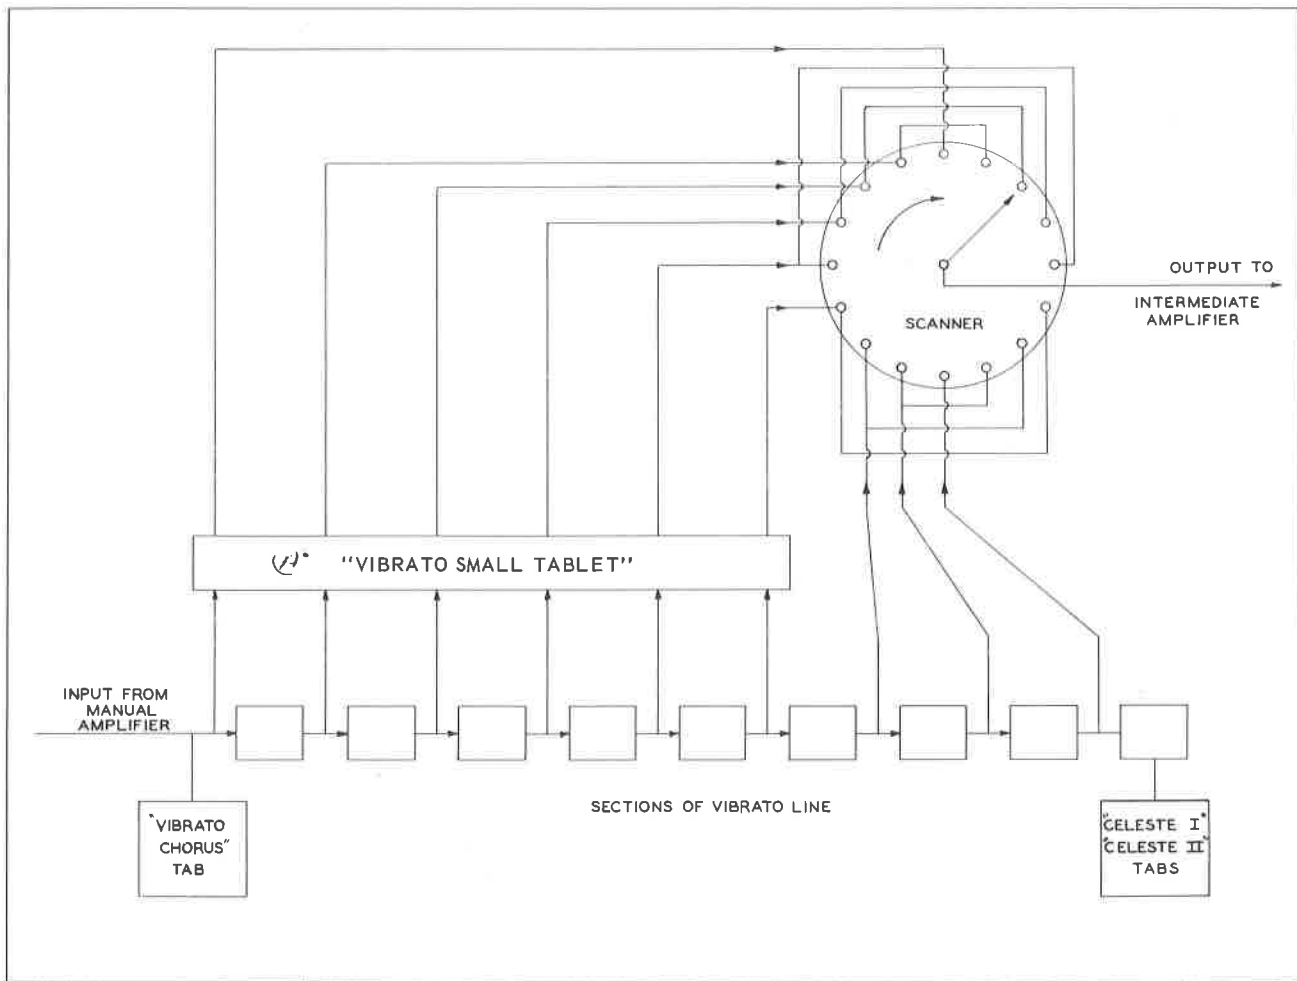 OUTPUT TO
INTERMEDIATE
AMPLIFIER
SCANNER
"VIBRATO SMALL TABLET"
INPUT FROM
MANUAL
AMPLIFIER
SECTIONS OF VIBRATO LINE
"VIBRATO
CHORUS"
TAB
"CELESTE I"
"CELESTE II"
TABS